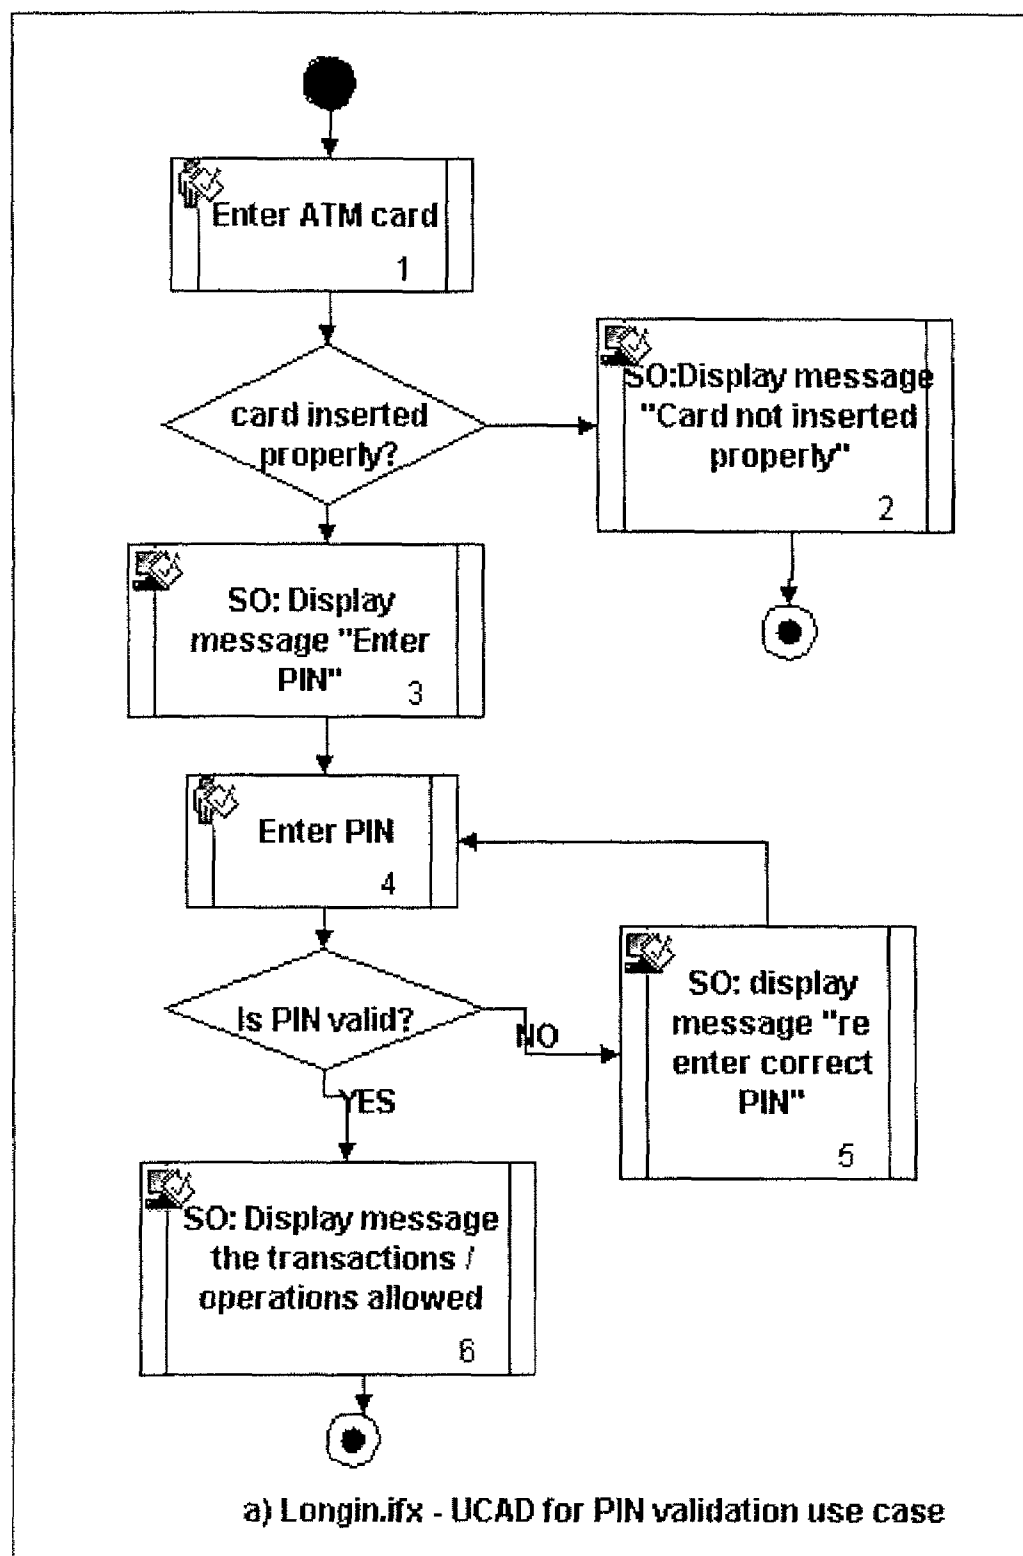 Enter ATM card
1
card inserted
properly?
SO:Display message
"Card not inserted
properly"
2
SO: Display
message "Enter
PIN"
3
Enter PIN
4
Is PIN valid?
NO
SO: display
message "re
enter correct
PIN"
5
YES
SO: Display message
the transactions /
operations allowed
6
a) Longin.ifx - UCAD for PIN validation use case